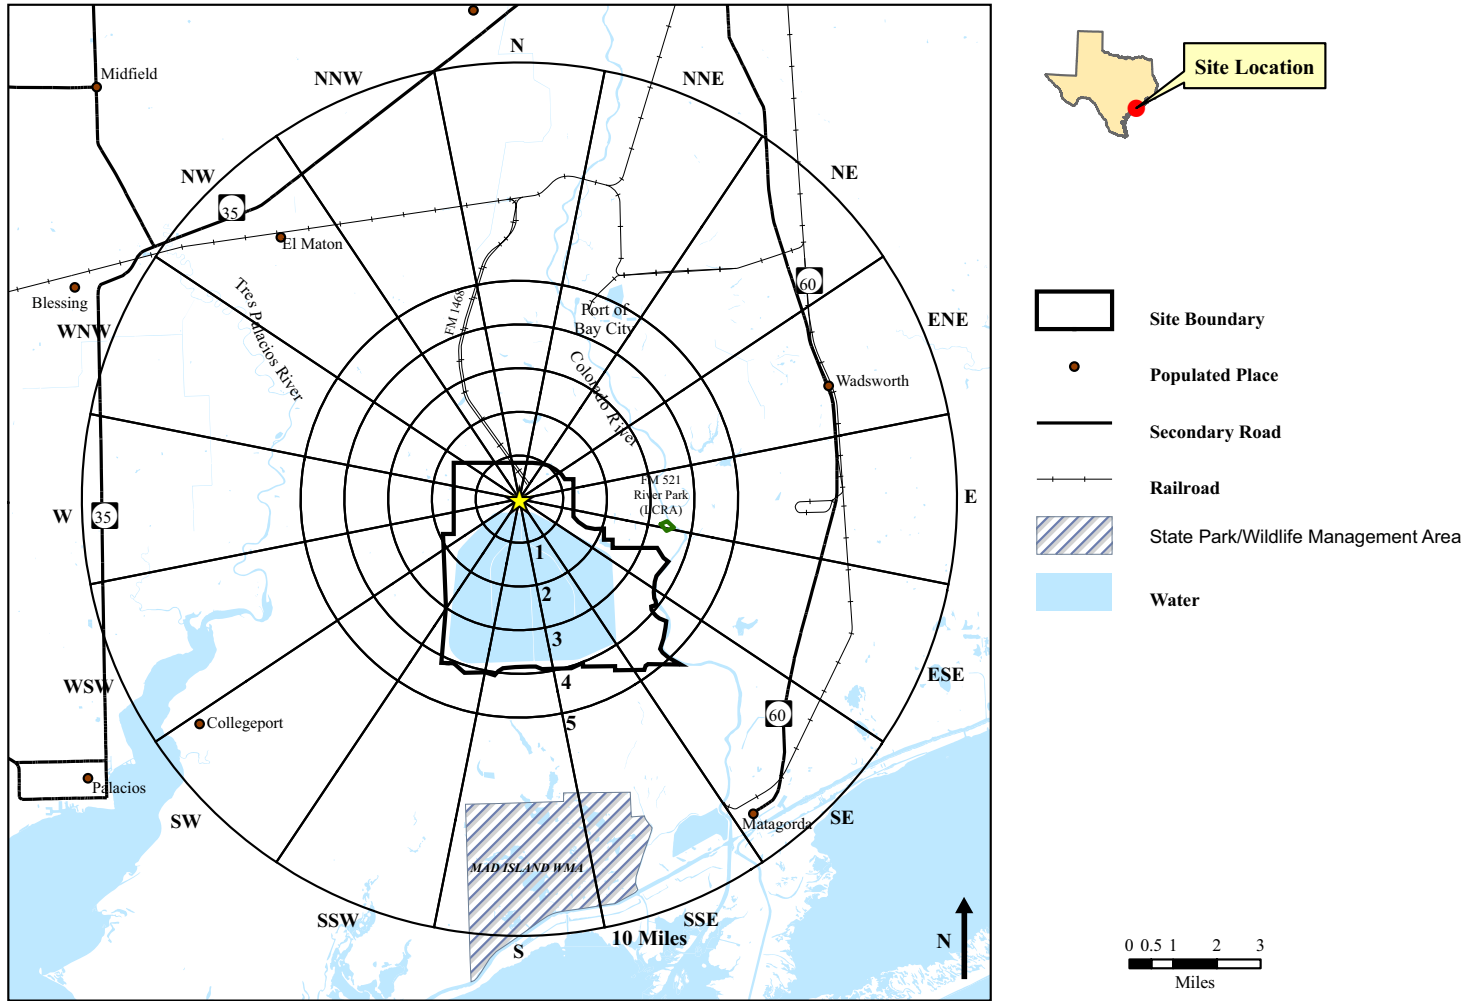 N
NNW
NNE
Midfield
NW
NE
35
El Maton
60
Blessing
Tres Palacios River
FM 1468
Port of
Bay City
WNW
ENE
Colorado River
Wadsworth
FM 521
River Park
(LCRA)
W
35
E
1
2
3
4
5
WSW
ESE
Collegeport
60
Palacios
SW
Matagorda
SE
MAD ISLAND WMA
SSW
SSE
S
10 Miles
N
Site Location
Site Boundary
Populated Place
Secondary Road
Railroad
State Park/Wildlife Management Area
Water
0 0.5 1 2 3
Miles